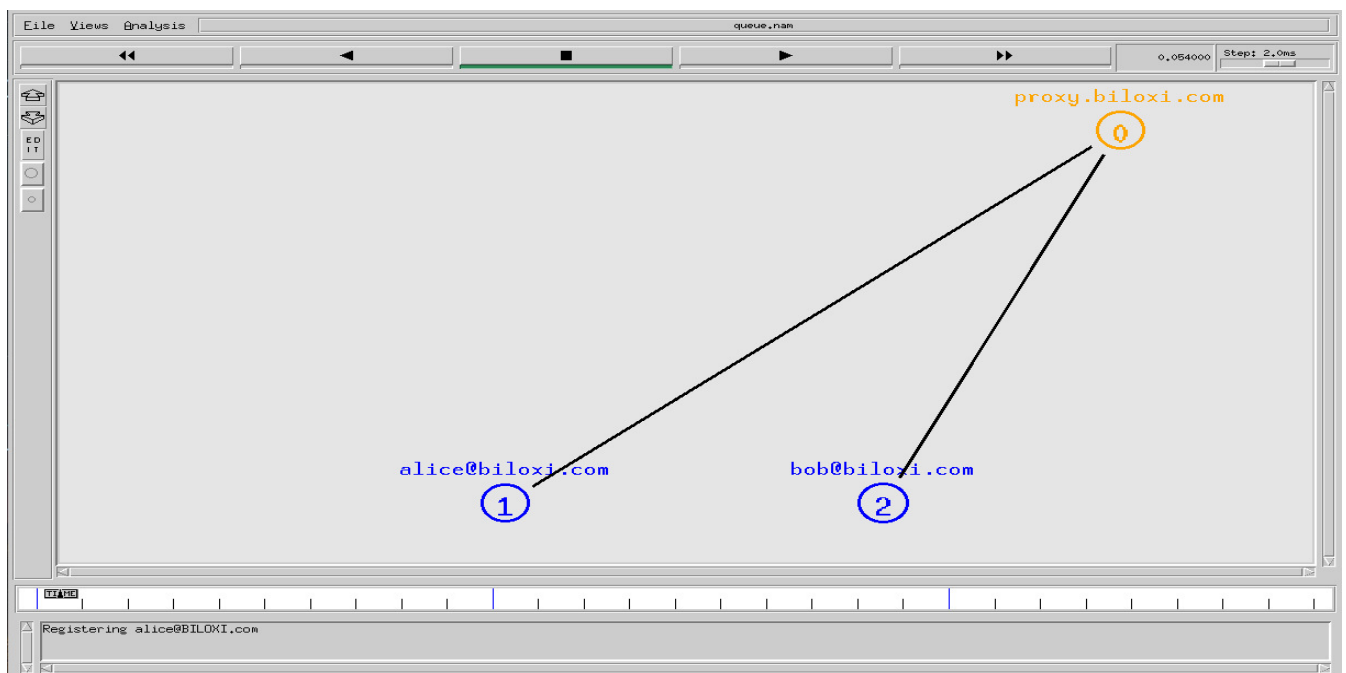 File Views Analysis queue.nam
0.054000 Step: 2.0ms
proxy.biloxi.com
ED
IT
0
alice@biloxi.com bob@biloxi.com
1 2
TIME
Registering alice@BILOXI.com